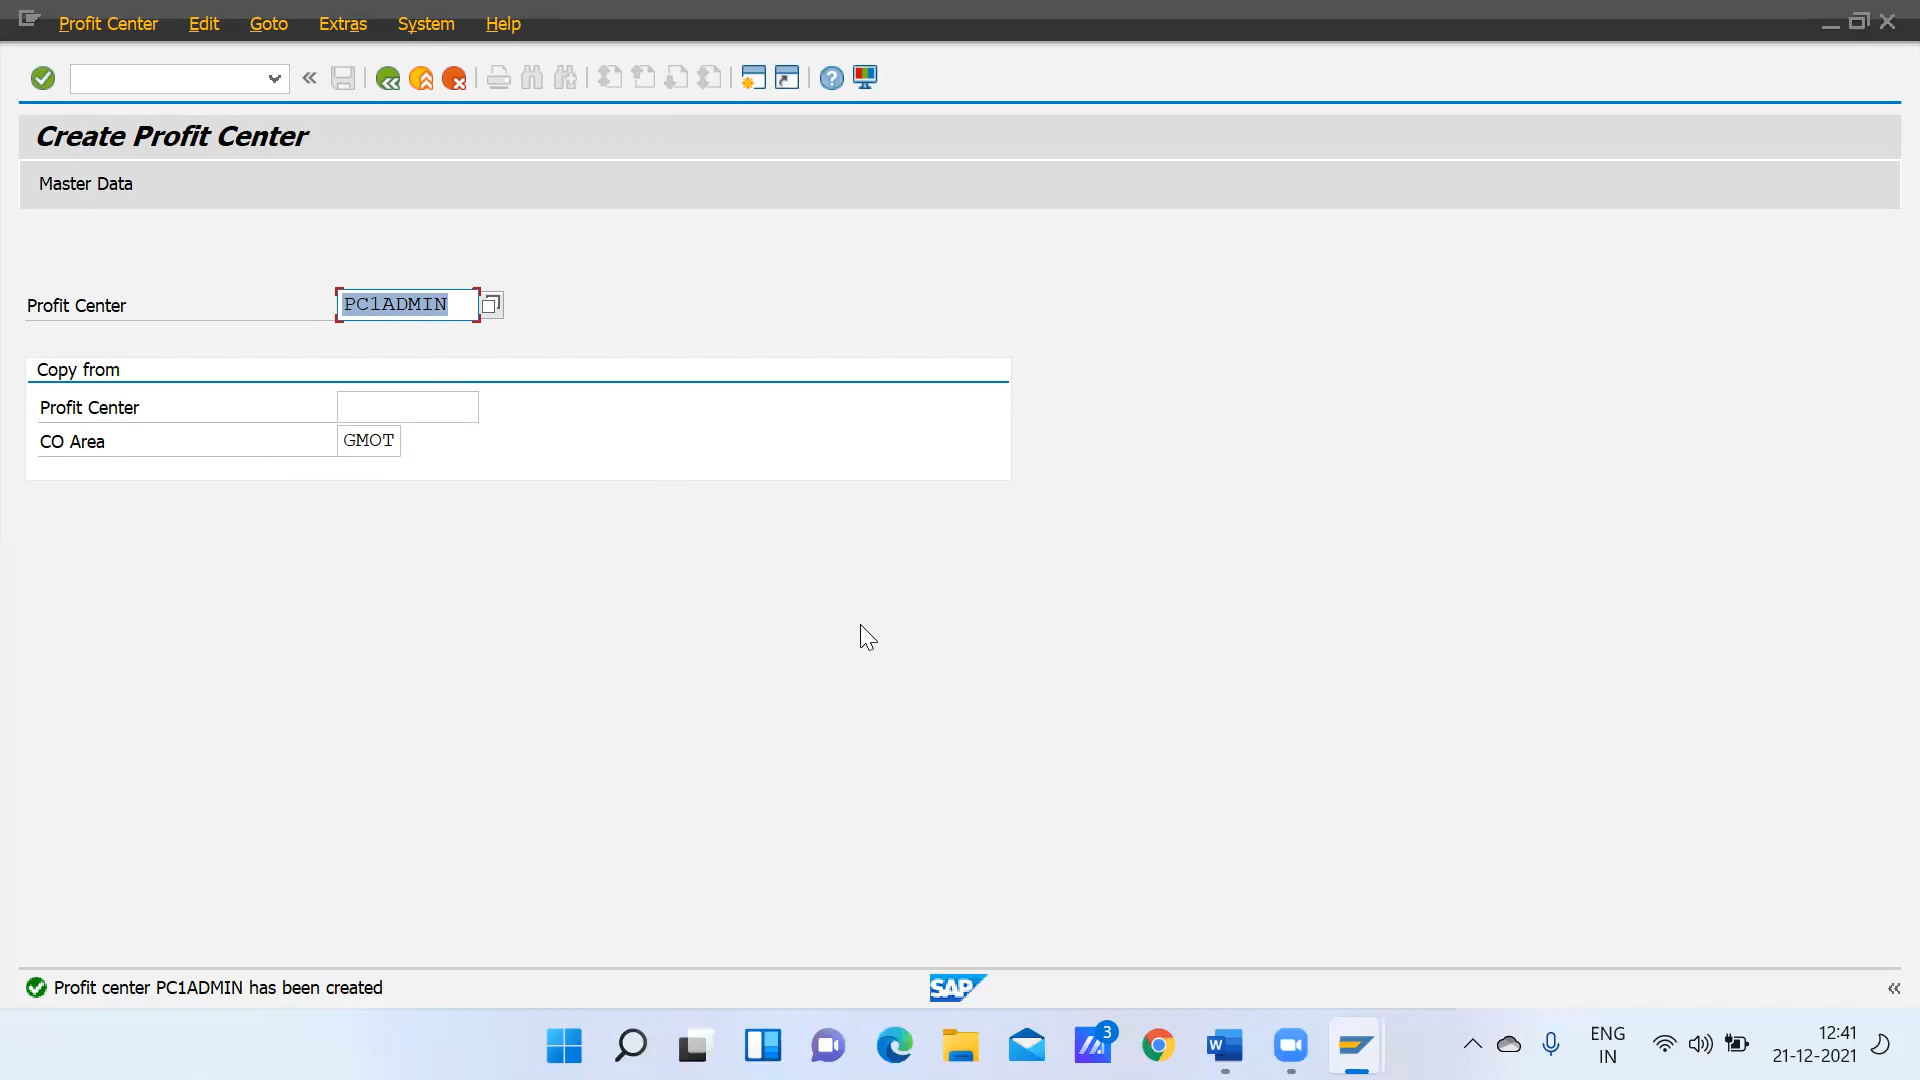 Profit Center Edit Goto Extras System Help
Create Profit Center
Master Data
Profit Center PC1ADMIN
Copy from
Profit Center
CO Area GMOT
Profit center PC1ADMIN has been created
SAP
3
W
ENG
IN
12:41
21-12-2021